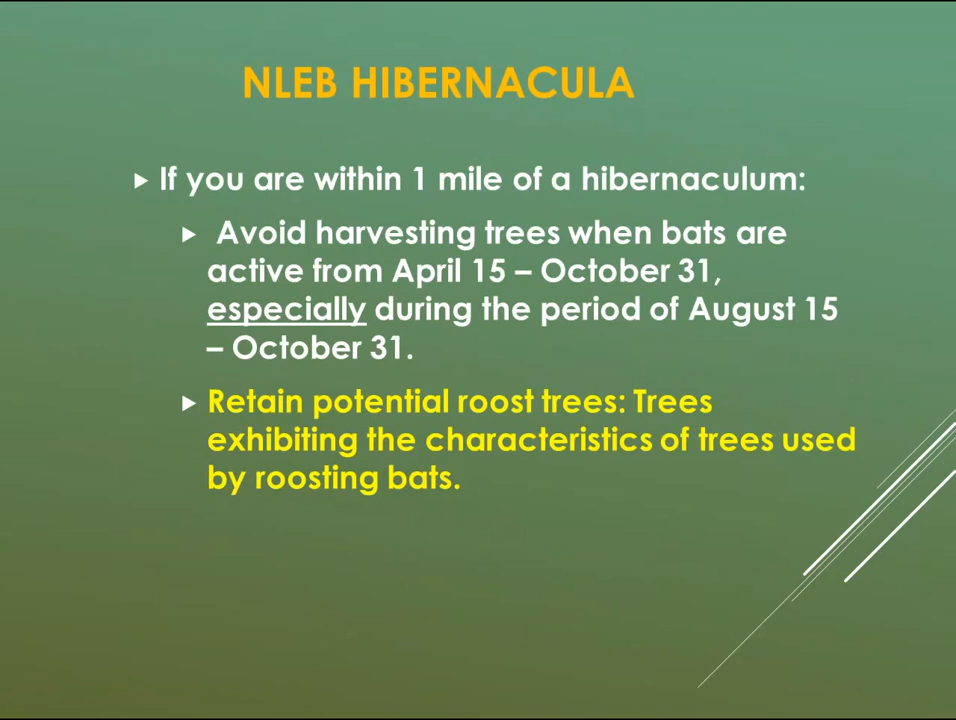 NLEB HIBERNACULA
If you are within 1 mile of a hibernaculum:
Avoid harvesting trees when bats are
active from April 15 – October 31,
especially during the period of August 15
– October 31.
Retain potential roost trees: Trees
exhibiting the characteristics of trees used
by roosting bats.